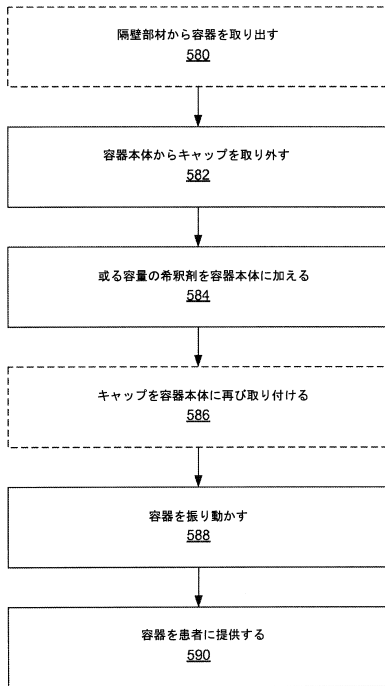 隔壁部材から容器を取り出す
580
容器本体からキャップを取り外す
582
或る容量の希釈剤を容器本体に加える
584
キャップを容器本体に再び取り付ける
586
容器を振り動かす
588
容器を患者に提供する
590